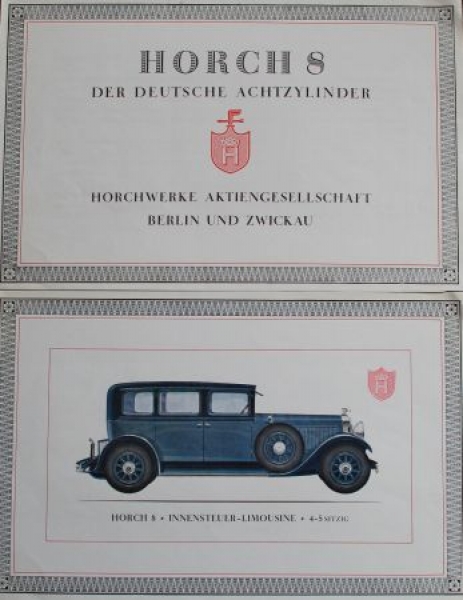 HORCH 8
DER DEUTSCHE ACHTZYLINDER
H
HORCHWERKE AKTIENGESELLSCHAFT
BERLIN UND ZWICKAU
H
HORCH 8 • INNENSTEUER-LIMOUSINE • 4-5 SITZIG